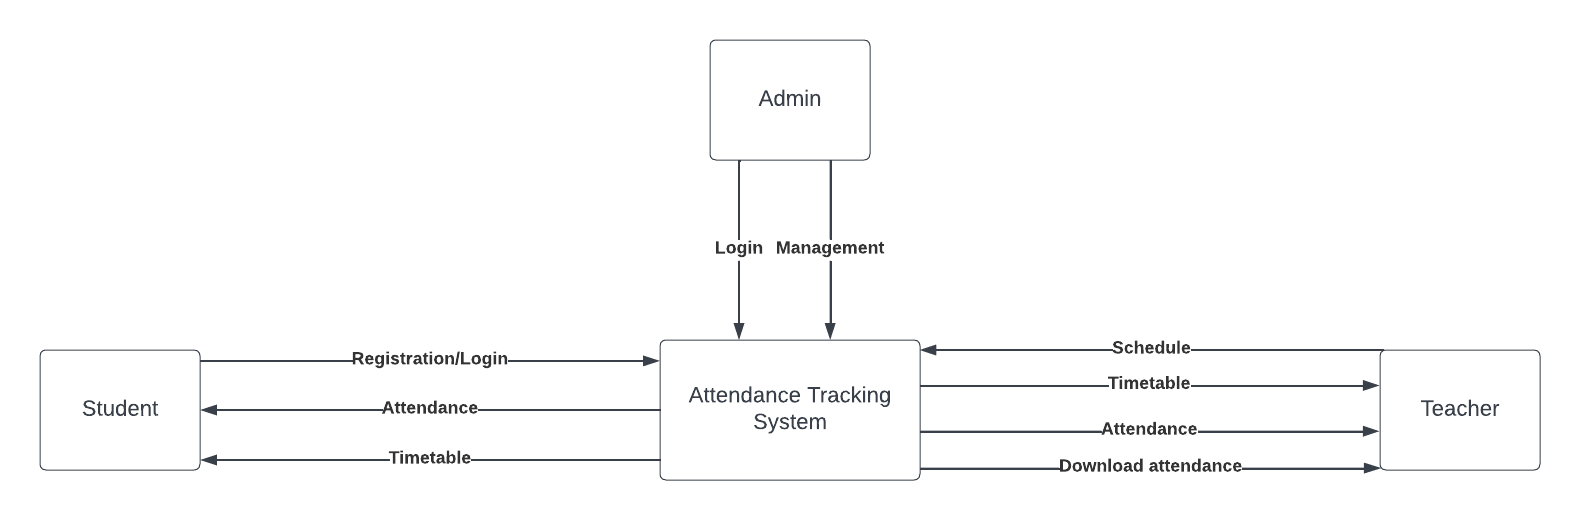 Admin
Login
Management
Registration/Login
Schedule
Timetable
Student
Attendance
Attendance Tracking
System
Teacher
Attendance
Timetable
Download attendance